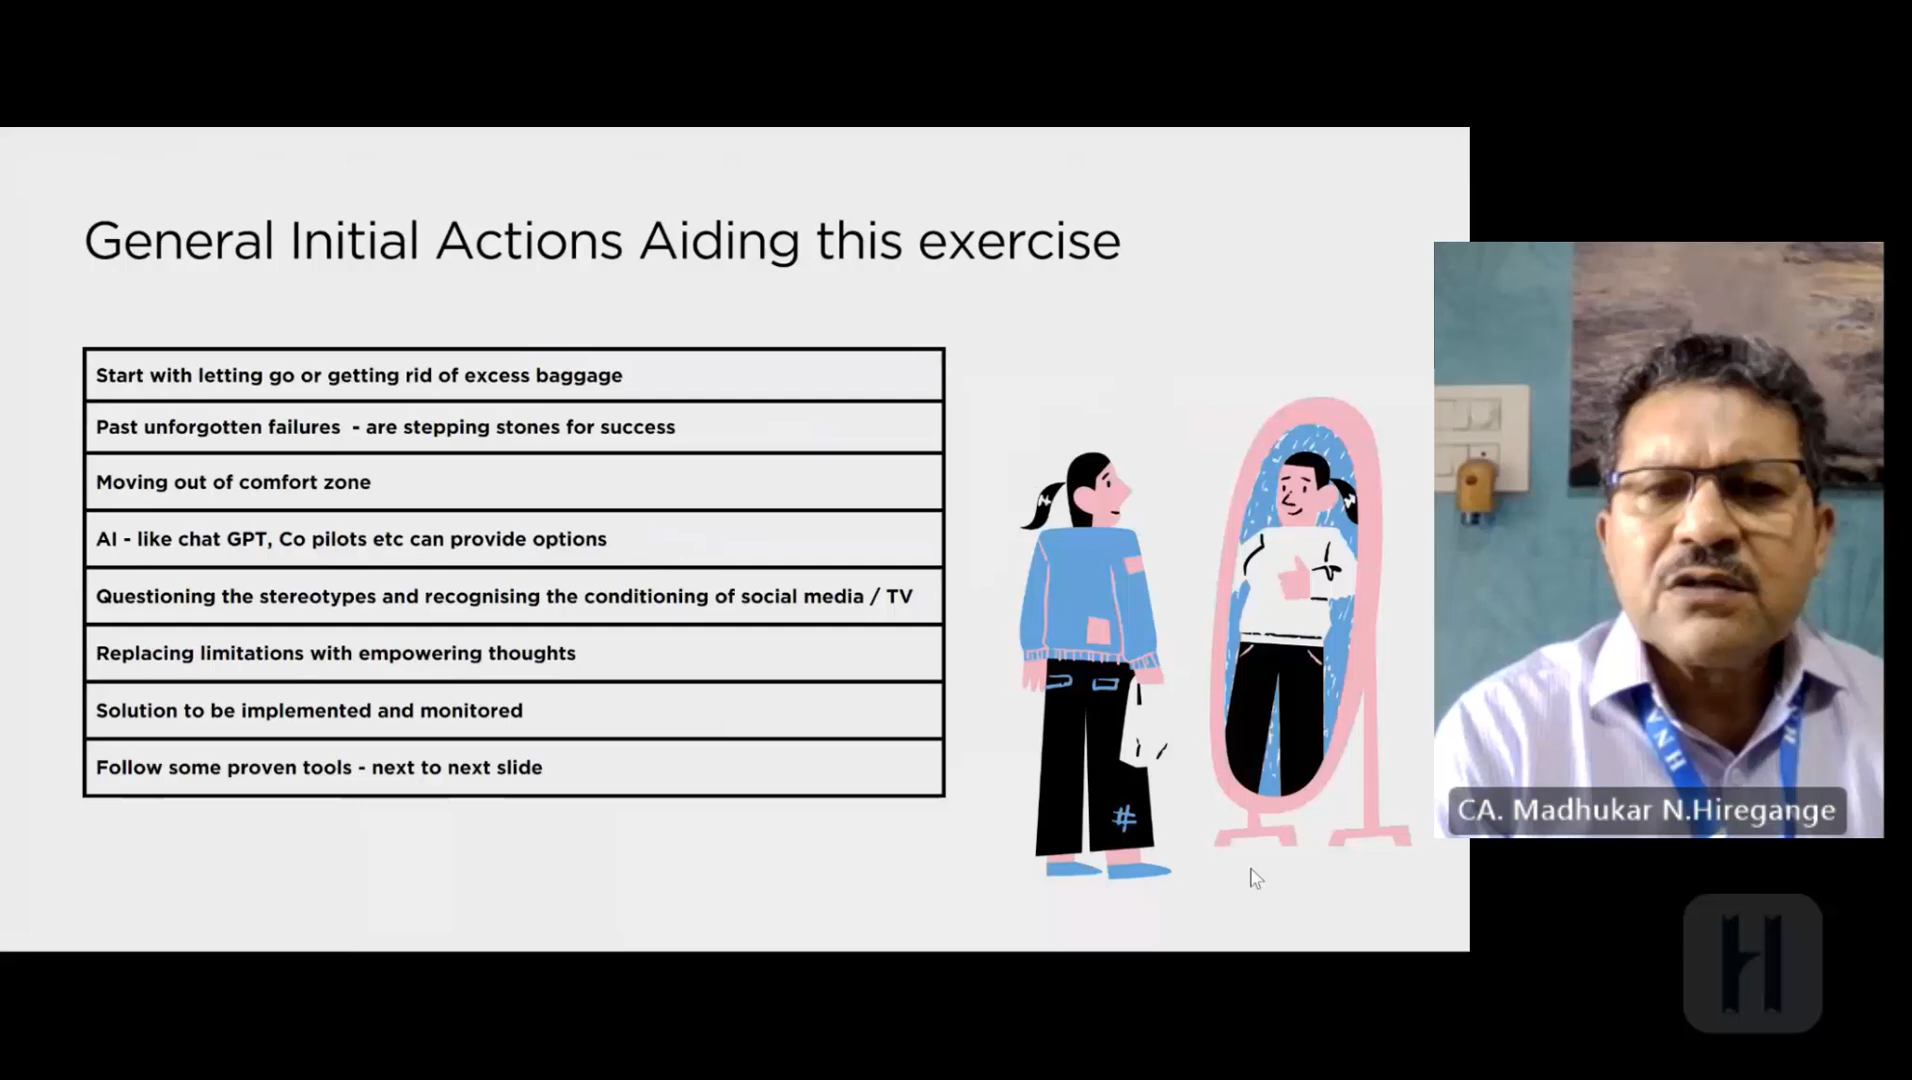 General Initial Actions Aiding this exercise
Start with letting go or getting rid of excess baggage
Past unforgotten failures - are stepping stones for success
Moving out of comfort zone
AI - like chat GPT, Co pilots etc can provide options
Questioning the stereotypes and recognising the conditioning of social media / TV
Replacing limitations with empowering thoughts
Solution to be implemented and monitored
Follow some proven tools - next to next slide
#
CA. Madhukar N.Hiregange
H